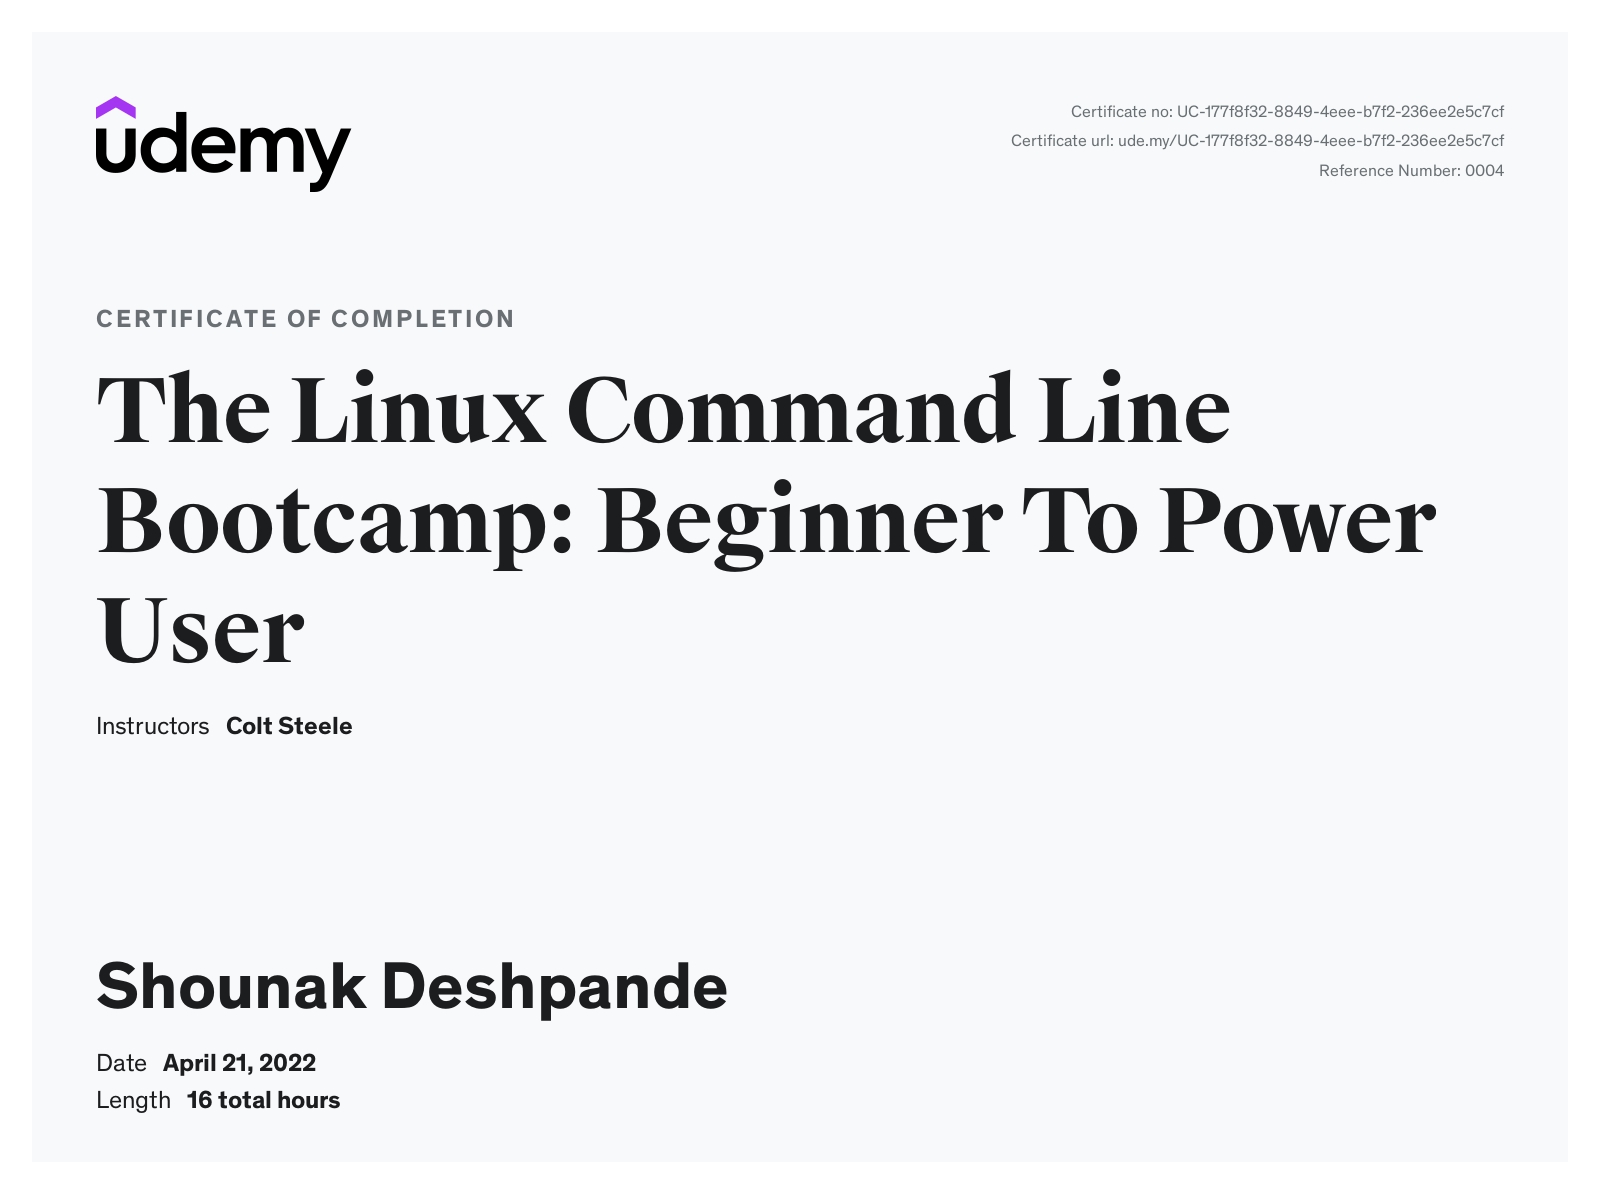 udemy
Certificate no: UC-177f8f32-8849-4eee-b7f2-236ee2e5c7cf
Certificate url: ude.my/UC-177f8f32-8849-4eee-b7f2-236ee2e5c7cf
Reference Number: 0004
CERTIFICATE OF COMPLETION
The Linux Command Line
Bootcamp: Beginner To Power
User
Instructors Colt Steele
Shounak Deshpande
Date April 21, 2022
Length 16 total hours